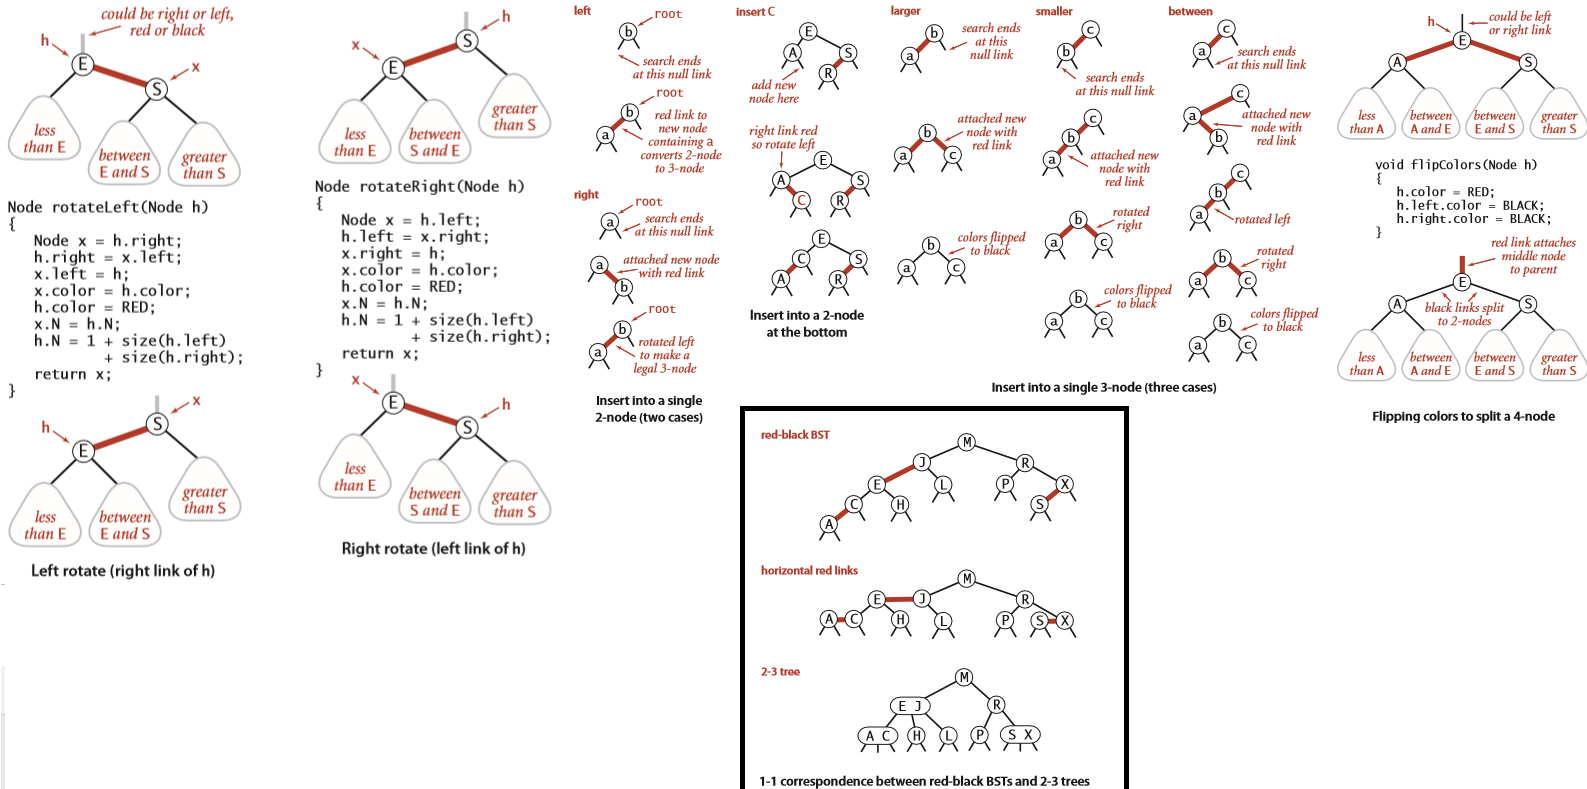 could be right or left,
red or black
h
E
x
S
less
than E
between
E and S
greater
than S
Node rotateLeft(Node h)
{
Node x = h.right;
h.right = x.left;
x.left = h;
x.color = h.color;
h.color = RED;
x.N = h.N;
h.N = 1 + size(h.left)
+ size(h.right);
return x;
}
x
S
h
E
less
than E
between
E and S
greater
than S
Left rotate (right link of h)
h
S
x
E
less
than E
between
S and E
greater
than S
Node rotateRight(Node h)
{
Node x = h.left;
h.left = x.right;
x.right = h;
x.color = h.color;
h.color = RED;
x.N = h.N;
h.N = 1 + size(h.left)
+ size(h.right);
return x;
}
x
E
h
S
less
than E
between
S and E
greater
than S
Right rotate (left link of h)
left
root
b
search ends
at this null link
root
b
a
red link to
new node
containing a
converts 2-node
to 3-node
right
root
a
search ends
at this null link
a
attached new node
with red link
b
root
b
a
rotated left
to make a
legal 3-node
Insert into a single
2-node (two cases)
insert C
E
A
S
R
add new
node here
right link red
so rotate left
E
A
S
C
R
E
C
S
A
R
Insert into a 2-node
at the bottom
larger
b
a
search ends
at this
null link
b
a
c
attached new
node with
red link
b
a
c
colors flipped
to black
smaller
c
b
search ends
at this null link
c
b
a
attached new
node with
red link
b
a
c
rotated
right
b
a
c
colors flipped
to black
between
c
a
search ends
at this null link
c
a
b
attached new
node with
red link
c
b
a
rotated left
b
a
c
rotated
right
b
a
c
colors flipped
to black
Insert into a single 3-node (three cases)
h
could be left
or right link
E
A
S
less
than A
between
A and E
between
E and S
greater
than S
void flipColors(Node h)
{
h.color = RED;
h.left.color = BLACK;
h.right.color = BLACK;
}
red link attaches
middle node
to parent
E
A
S
black links split
to 2-nodes
less
than A
between
A and E
between
E and S
greater
than S
Flipping colors to split a 4-node
red-black BST
M
J
R
E
L
P
X
C
H
S
A
horizontal red links
M
E
J
R
A
C
H
L
P
S
X
2-3 tree
M
E J
R
A C
H
L
P
S X
1-1 correspondence between red-black BSTs and 2-3 trees